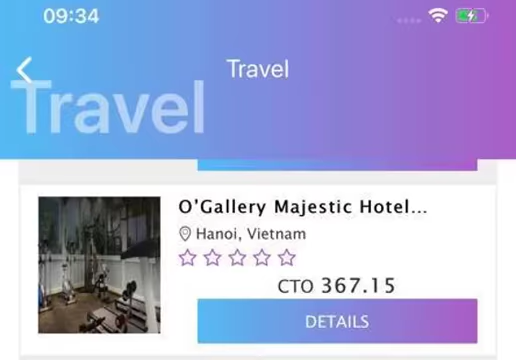 09:34
Travel
Travel
O'Gallery Majestic Hotel...
Hanoi, Vietnam
CTO 367.15
DETAILS